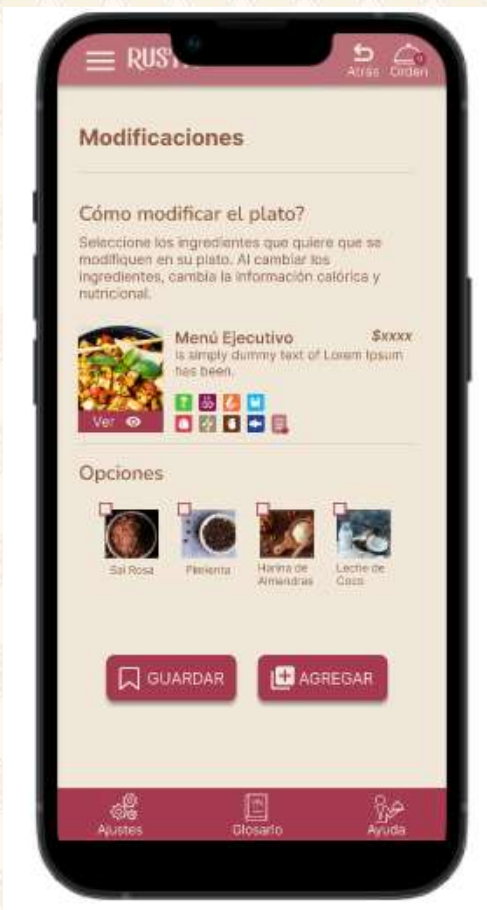 RUST
Atrás Orden
Modificaciones
Cómo modificar el plato?
Seleccione los ingredientes que quiere que se
modifiquen en su plato. Al cambiar los
ingredientes, cambia la información calórica y
nutricional.
Menú Ejecutivo $xxxx
is simply dummy text of Lorem Ipsum
has been.
Ver
Opciones
Sal Rosa Pimienta Harina de Leche de
Almendras Coco
GUARDAR AGREGAR
Ajustes Glosario Ayuda